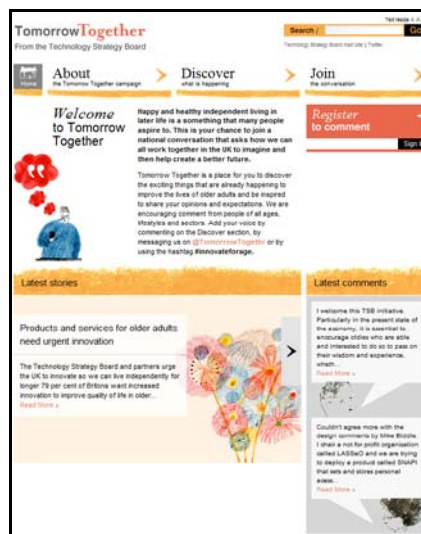 Text resize A A
TomorrowTogether
Search / Go
From the Technology Strategy Board
Technology Strategy Board main site | Twitter
Home
About
the Tomorrow Together campaign
Discover
what is happening
Join
the conversation
Welcome
to Tomorrow
Together
Happy and healthy independent living in
later life is a something that many people
aspire to. This is your chance to join a
national conversation that asks how we can
all work together in the UK to imagine and
then help create a better future.
Tomorrow Together is a place for you to discover
the exciting things that are already happening to
improve the lives of older adults and be inspired
to share your opinions and expectations. We are
encouraging comment from people of all ages,
lifestyles and sectors. Add your voice by
commenting on the Discover section, by
messaging us on @TomorrowTogethr or by
using the hashtag #innovateforage.
Register
to comment
Sign
Latest stories
Products and services for older adults
need urgent innovation
The Technology Strategy Board and partners urge
the UK to innovate so we can live independently for
longer 79 per cent of Britons want increased
innovation to improve quality of life in older...
Read More »
Latest comments
I welcome this TSB initiative.
Particularly in the present state of
the economy, it is essential to
encourage oldies who are able
and interested to do so to pass on
their wisdom and experience,
wheth...
Read More »
Couldn't agree more with the
design comments by Mike Biddle.
I chair a not for profit organisation
called LASSeO and we are trying
to deploy a product called SNAPI
that sets and stores personal
acess...
Read More »